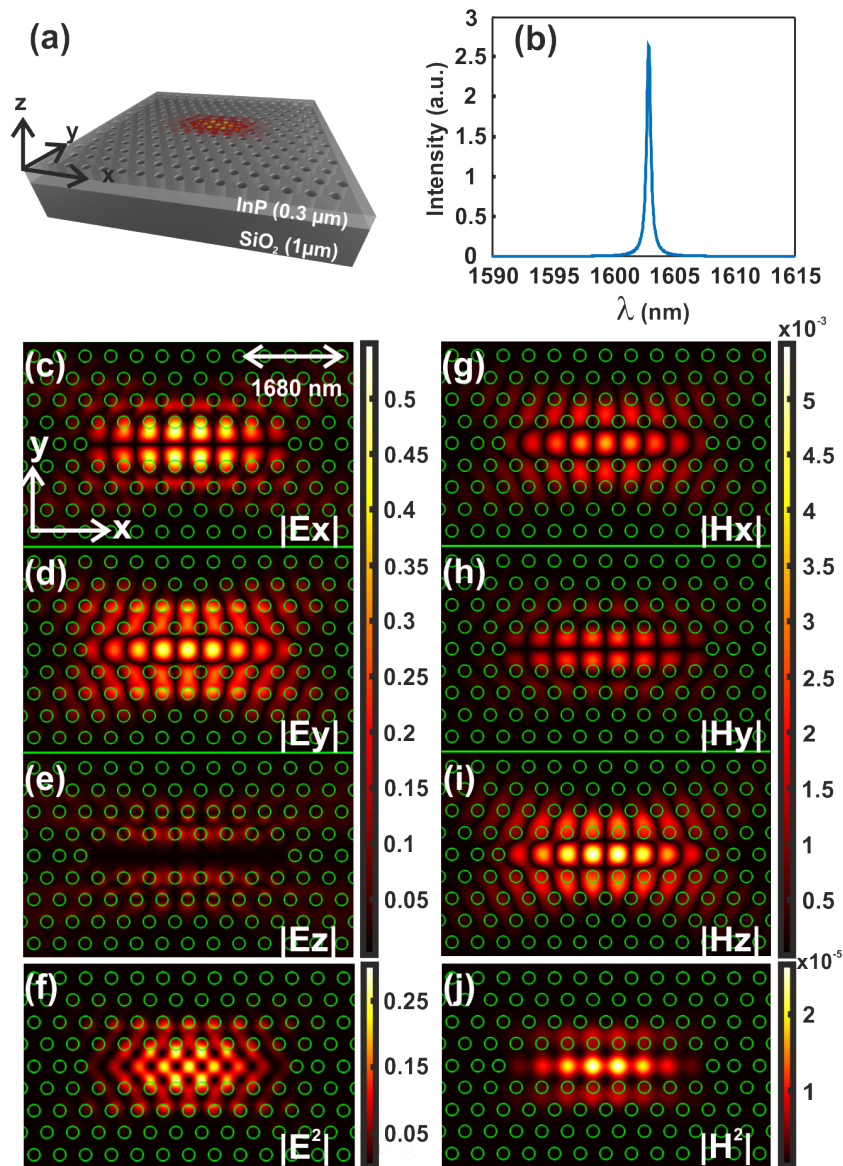 (a)
z
y
x
InP (0.3 µm)
SiO2 (1µm)
(b)
Intensity (a.u.)
3
2.5
2
1.5
1
0.5
0
1590 1595 1600 1605 1610 1615
λ (nm)
(c)
1680 nm
y
x
|Ex|
(d)
|Ey|
(e)
|Ez|
0.5
0.45
0.4
0.35
0.3
0.25
0.2
0.15
0.1
0.05
(f)
|E²|
0.25
0.15
0.05
(g)
|Hx|
(h)
|Hy|
(i)
|Hz|
x10-3
5
4.5
4
3.5
3
2.5
2
1.5
1
0.5
(j)
|H²|
x10-5
2
1